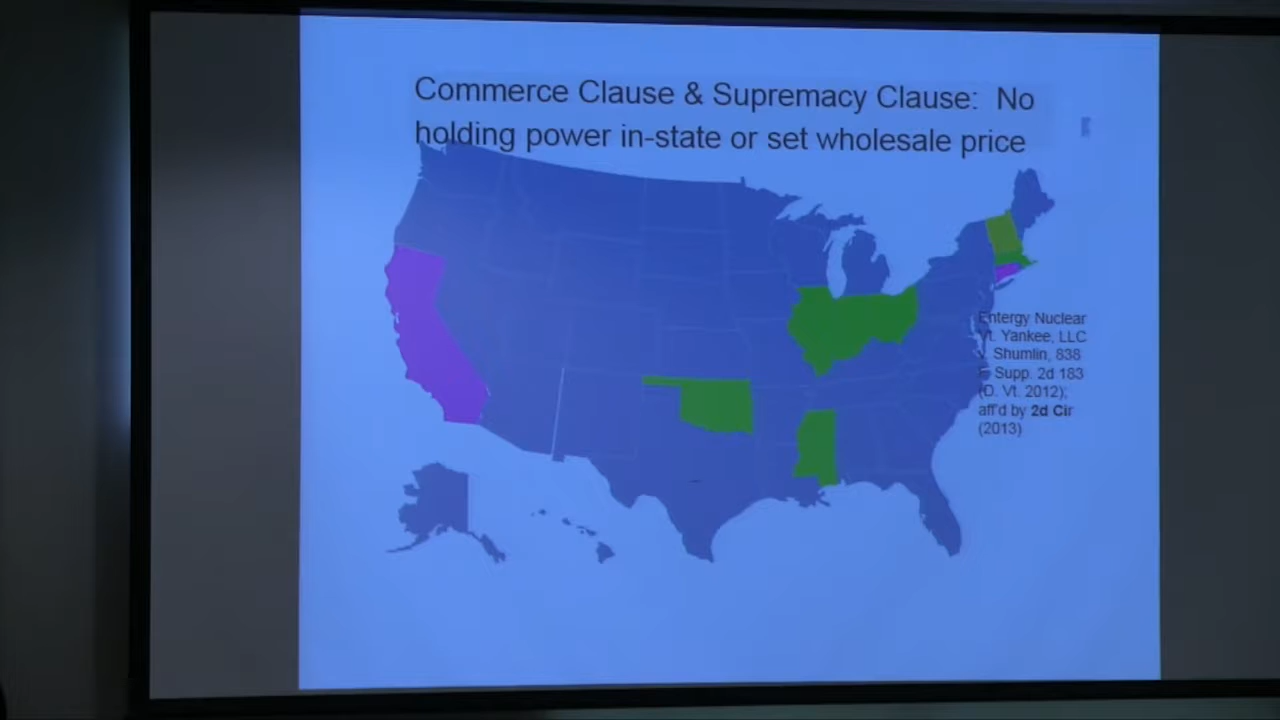 Commerce Clause & Supremacy Clause: No
holding power in-state or set wholesale price
Entergy Nuclear
Vt. Yankee, LLC
v. Shumlin, 838
F. Supp. 2d 183
(D. Vt. 2012);
aff'd by 2d Cir
(2013)